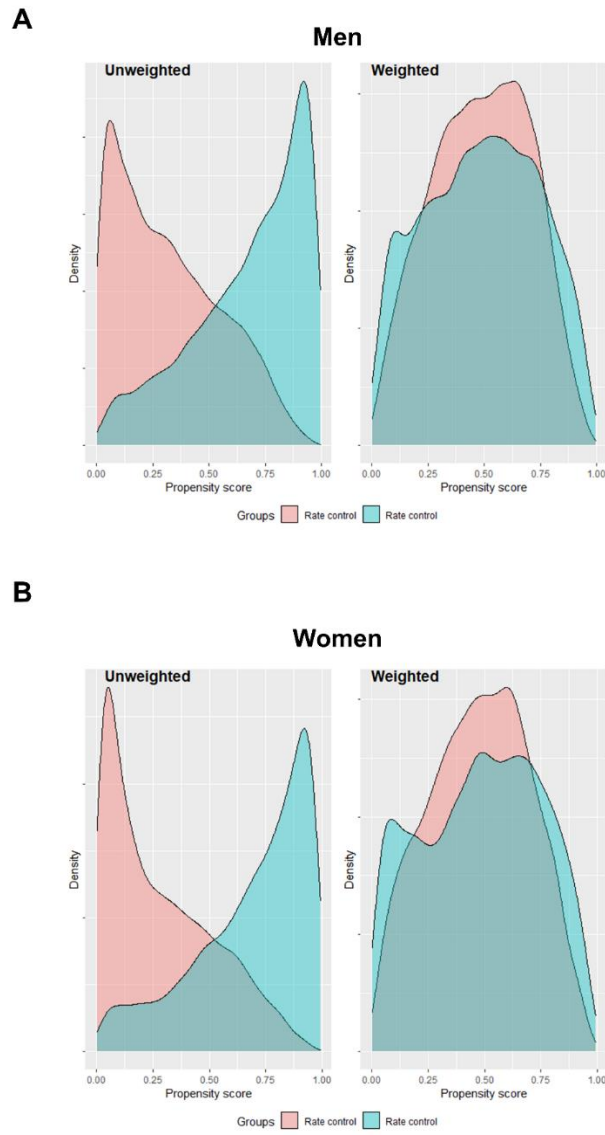 A
Men
Unweighted Weighted
Density Density
0.00 0.25 0.50 0.75 1.00 0.00 0.25 0.50 0.75 1.00
Propensity score Propensity score
Groups Rate control Rate control
B
Women
Unweighted Weighted
Density Density
0.00 0.25 0.50 0.75 1.00 0.00 0.25 0.50 0.75 1.00
Propensity score Propensity score
Groups Rate control Rate control